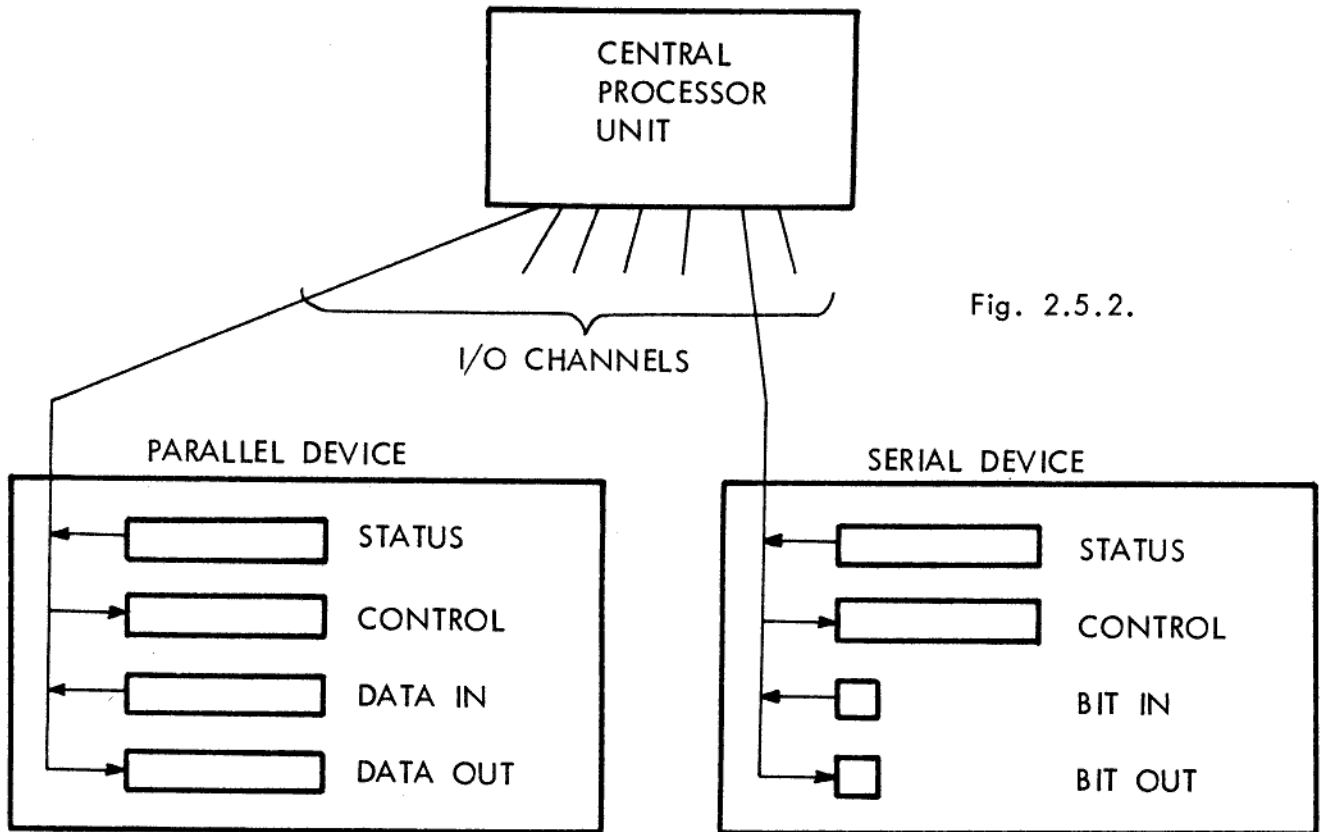 CENTRAL
PROCESSOR
UNIT
Fig. 2.5.2.
I/O CHANNELS
PARALLEL DEVICE
STATUS
CONTROL
DATA IN
DATA OUT
SERIAL DEVICE
STATUS
CONTROL
BIT IN
BIT OUT